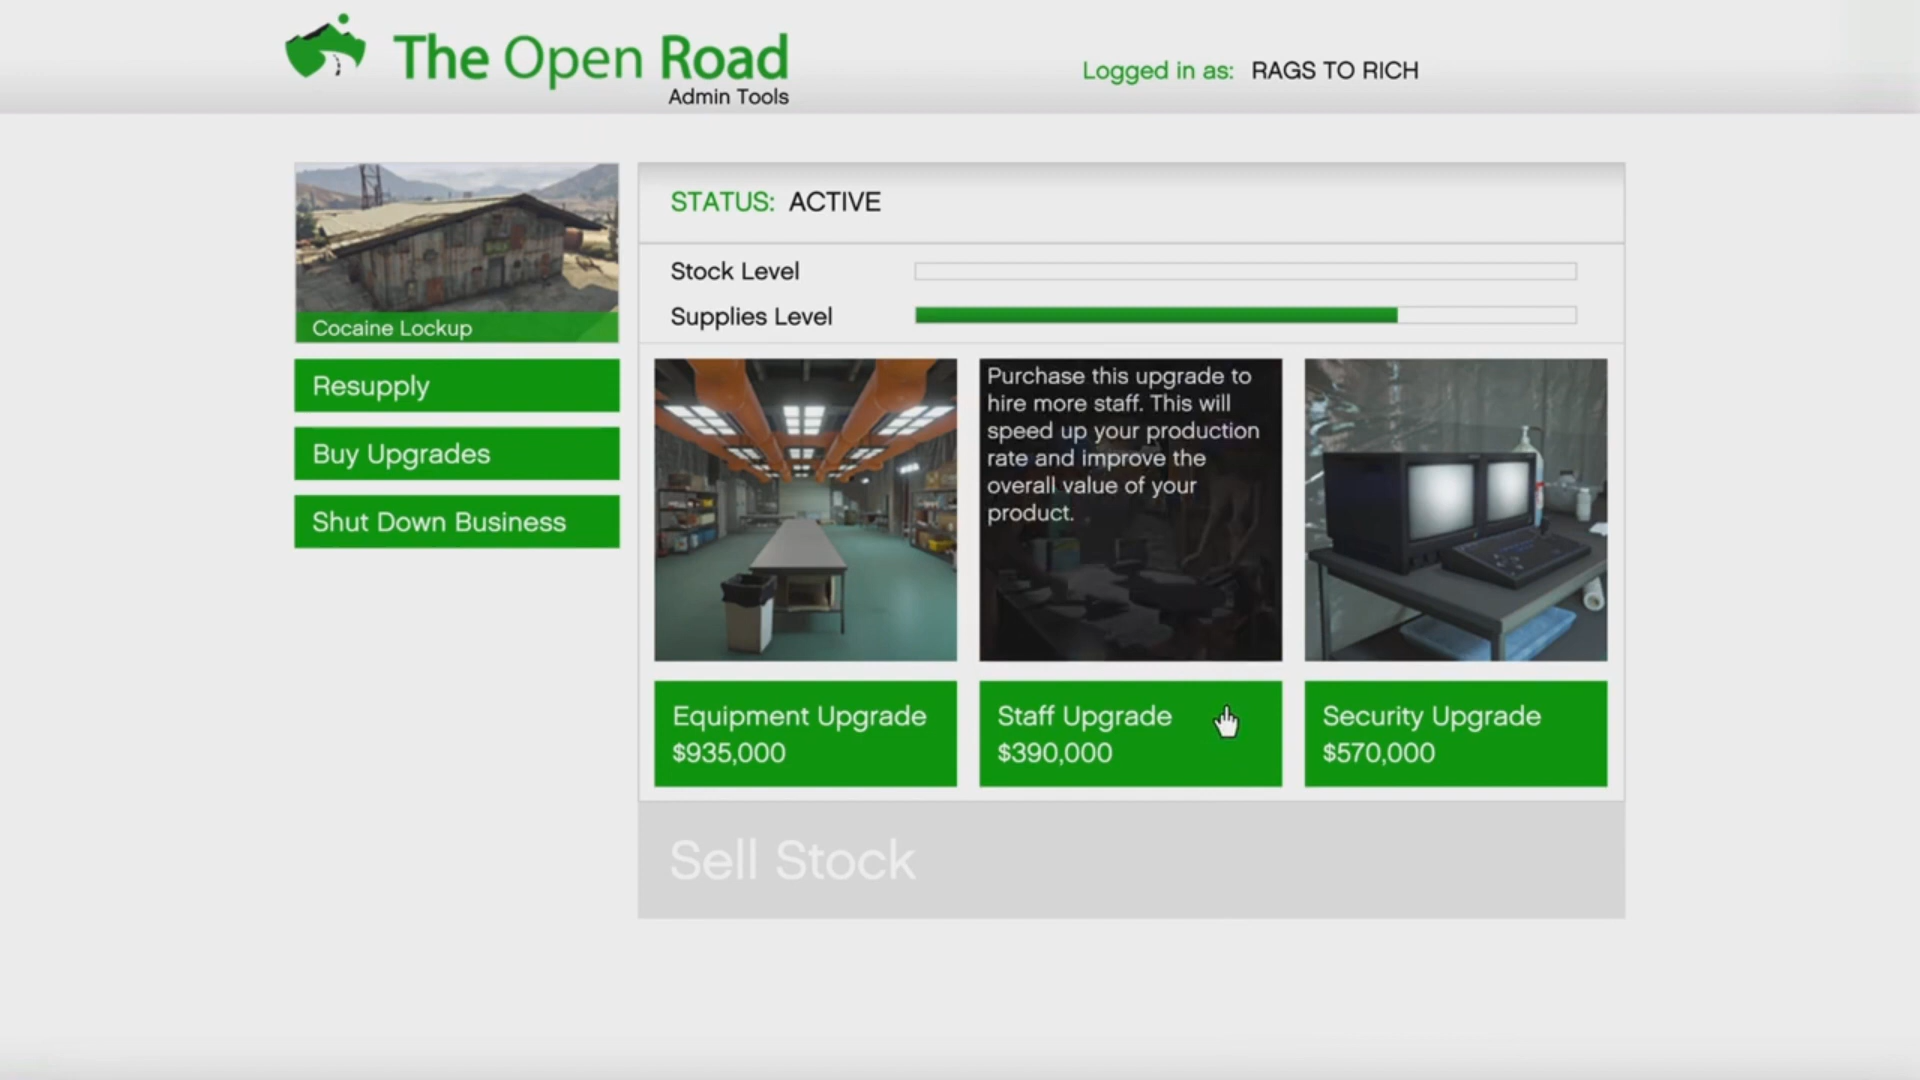 The Open Road
Admin Tools
Logged in as: RAGS TO RICH
Cocaine Lockup
Resupply
Buy Upgrades
Shut Down Business
STATUS: ACTIVE
Stock Level
Supplies Level
Purchase this upgrade to
hire more staff. This will
speed up your production
rate and improve the
overall value of your
product.
Equipment Upgrade
$935,000
Staff Upgrade
$390,000
Security Upgrade
$570,000
Sell Stock